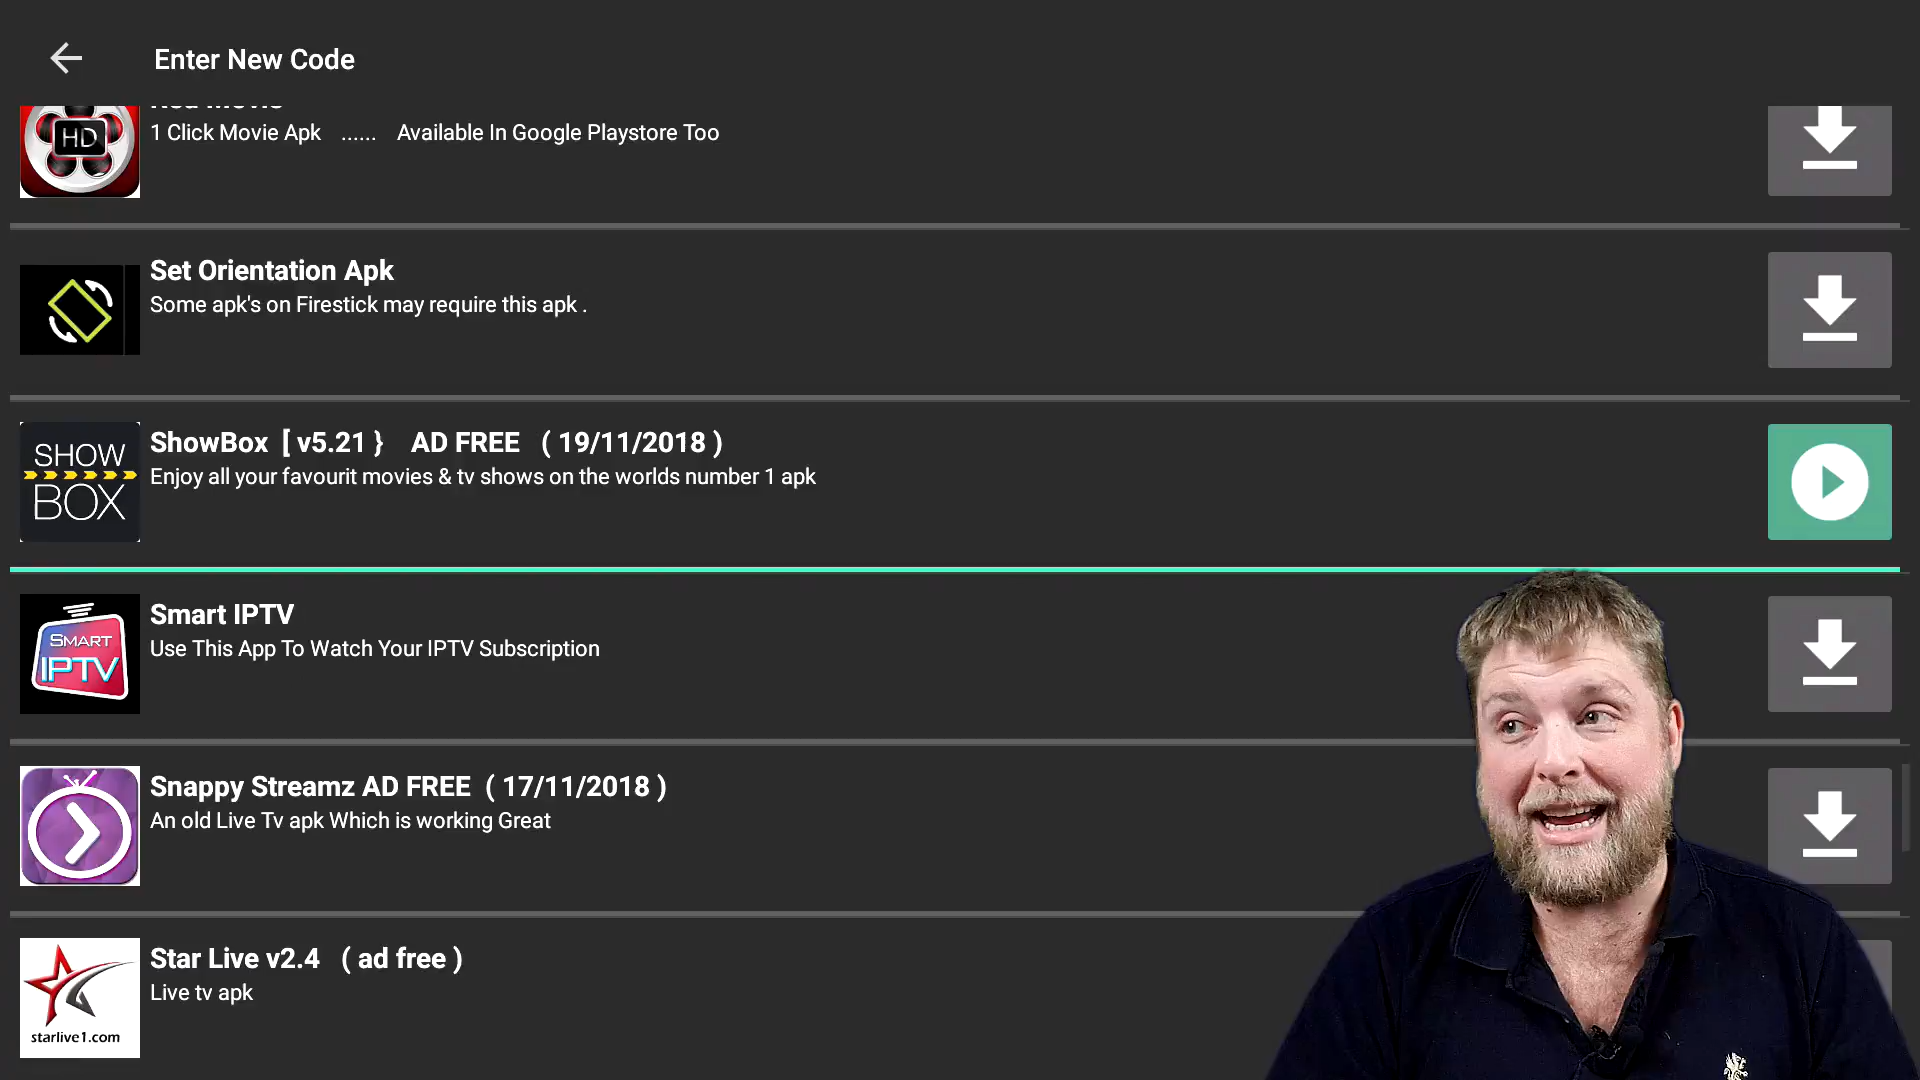 Enter New Code
Red Movie
HD
1 Click Movie Apk ...... Available In Google Playstore Too
Set Orientation Apk
Some apk's on Firestick may require this apk .
SHOW
BOX
ShowBox [ v5.21 } AD FREE ( 19/11/2018 )
Enjoy all your favourit movies & tv shows on the worlds number 1 apk
SMART
IPTV
Smart IPTV
Use This App To Watch Your IPTV Subscription
Snappy Streamz AD FREE ( 17/11/2018 )
An old Live Tv apk Which is working Great
Star Live v2.4 ( ad free )
Live tv apk
starlive1.com